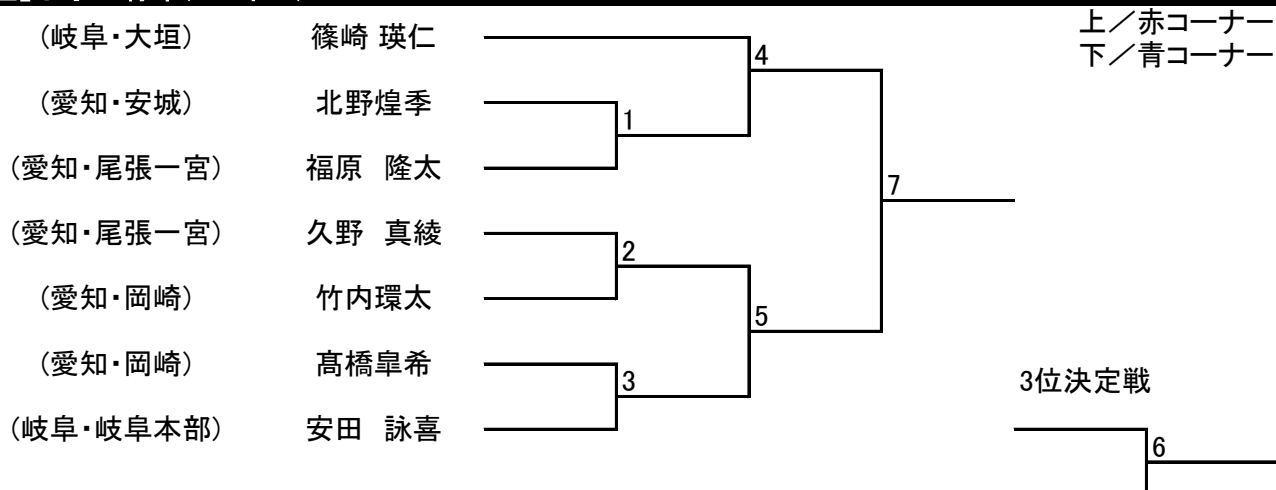 上／赤コーナー
下／青コーナー
(岐阜・大垣) 篠崎 瑛仁
(愛知・安城) 北野煌季
(愛知・尾張一宮) 福原 隆太
(愛知・尾張一宮) 久野 真綾
(愛知・岡崎) 竹内環太
(愛知・岡崎) 髙橋皐希
(岐阜・岐阜本部) 安田 詠喜
4
1
7
2
5
3
3位決定戦
6